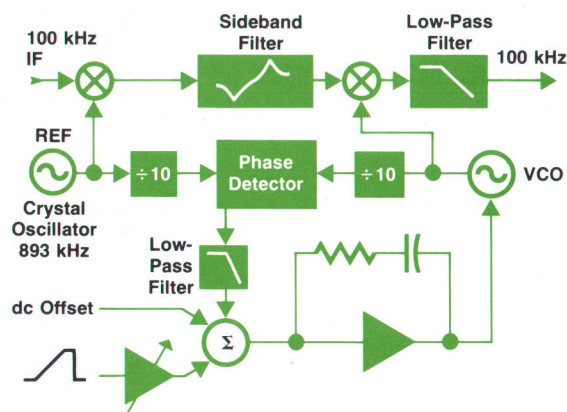 100 kHz
IF
Sideband
Filter
Low-Pass
Filter
100 kHz
REF
÷10
Phase
Detector
÷10
VCO
Crystal
Oscillator
893 kHz
Low-
Pass
Filter
dc Offset
Σ